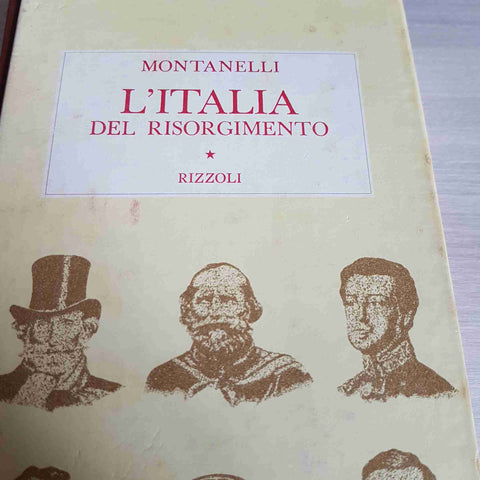 MONTANELLI
L'ITALIA
DEL RISORGIMENTO
★
RIZZOLI